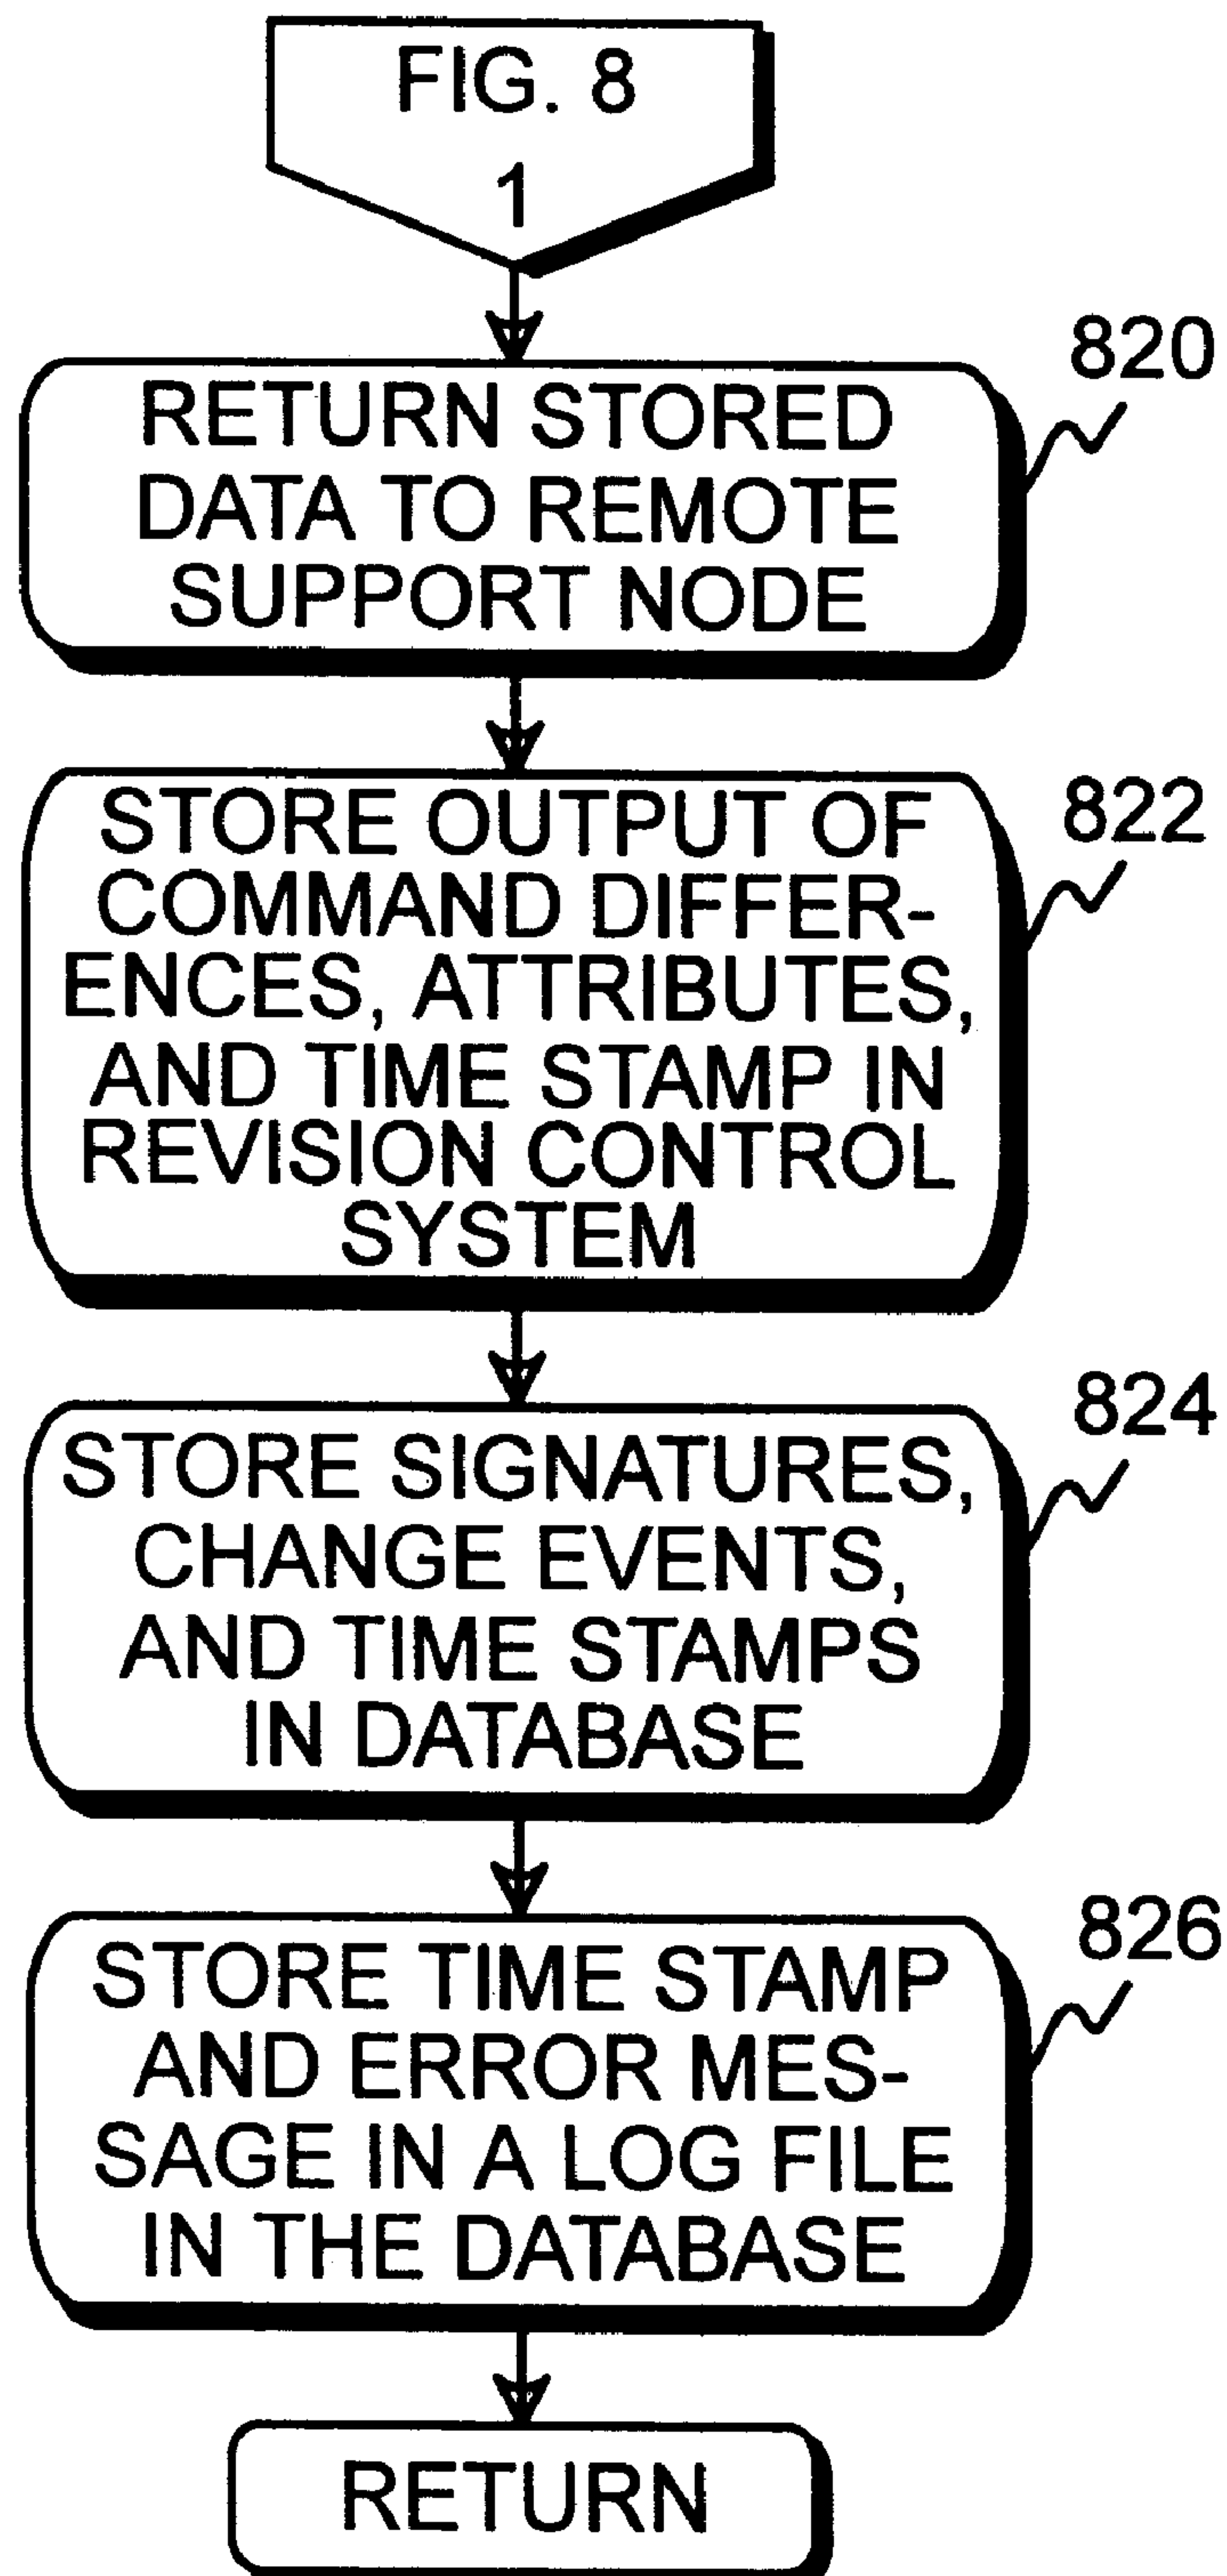 FIG. 8
1
820
RETURN STORED
DATA TO REMOTE
SUPPORT NODE
822
STORE OUTPUT OF
COMMAND DIFFER-
ENCES, ATTRIBUTES,
AND TIME STAMP IN
REVISION CONTROL
SYSTEM
824
STORE SIGNATURES,
CHANGE EVENTS,
AND TIME STAMPS
IN DATABASE
826
STORE TIME STAMP
AND ERROR MES-
SAGE IN A LOG FILE
IN THE DATABASE
RETURN